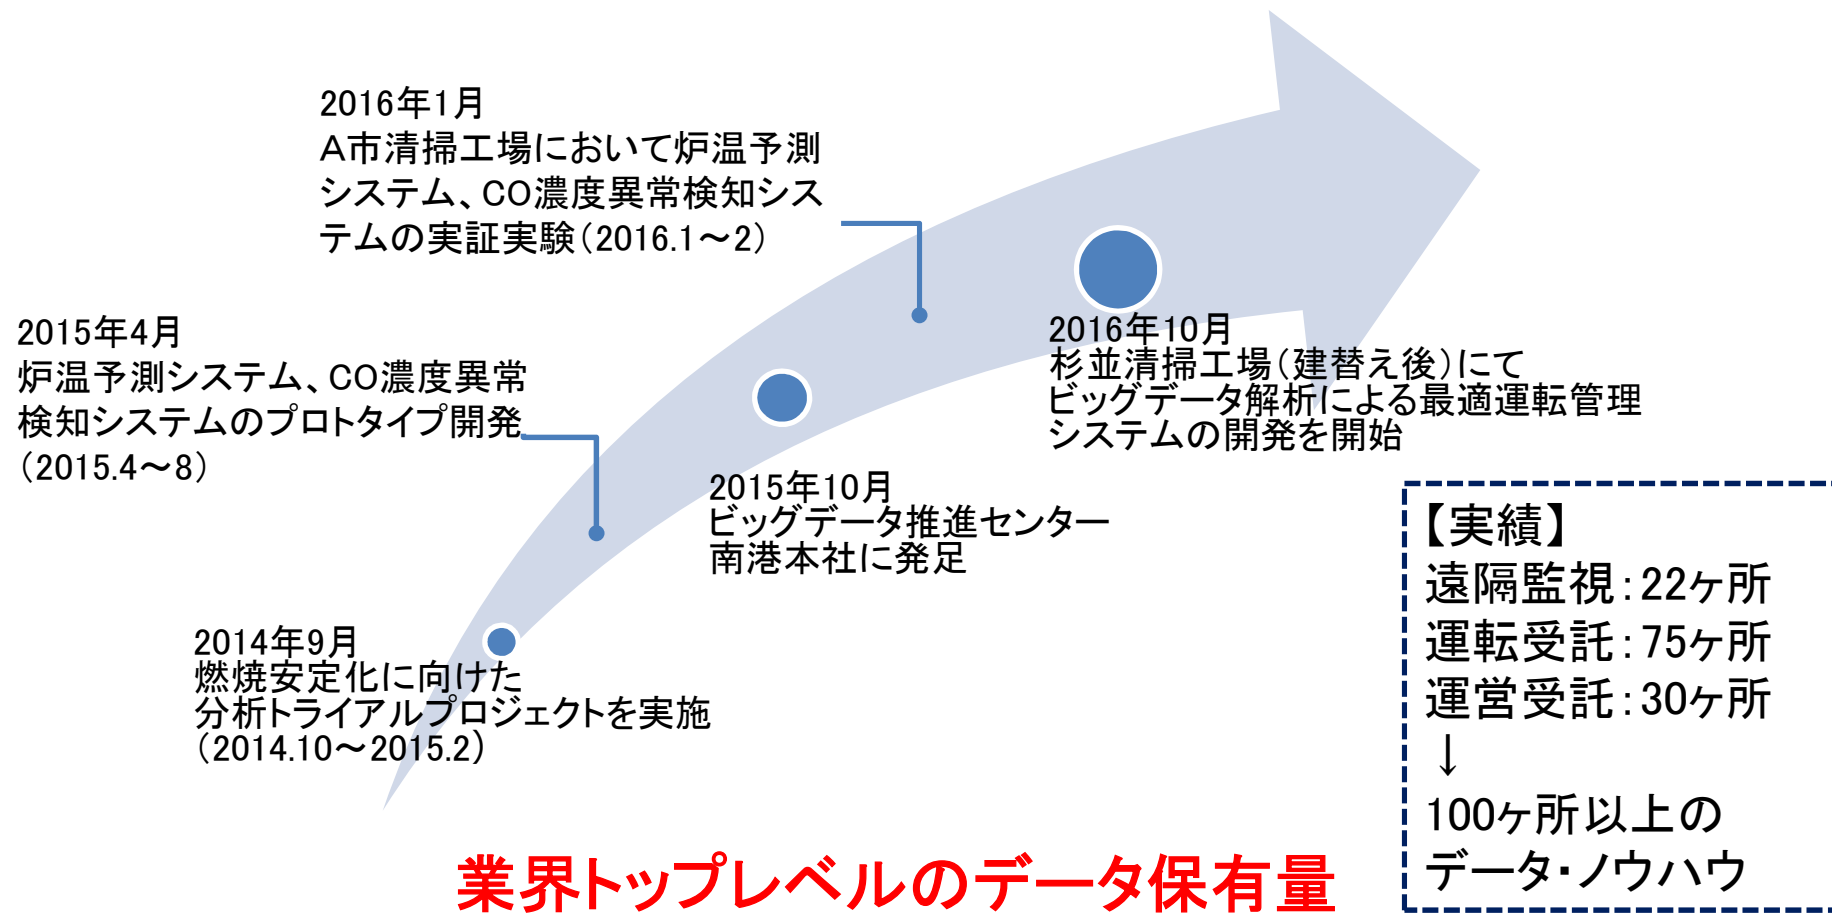 2016年1月
A市清掃工場において炉温予測
システム、CO濃度異常検知シス
テムの実証実験（2016.1～2）
2015年4月
炉温予測システム、CO濃度異常
検知システムのプロトタイプ開発
（2015.4～8）
2016年10月
杉並清掃工場（建替え後）にて
ビッグデータ解析による最適運転管理
システムの開発を開始
2015年10月
ビッグデータ推進センター
南港本社に発足
2014年9月
燃焼安定化に向けた
分析トライアルプロジェクトを実施
（2014.10～2015.2）
【実績】
遠隔監視：22ヶ所
運転受託：75ヶ所
運営受託：30ヶ所
↓
100ヶ所以上の
データ・ノウハウ
業界トップレベルのデータ保有量